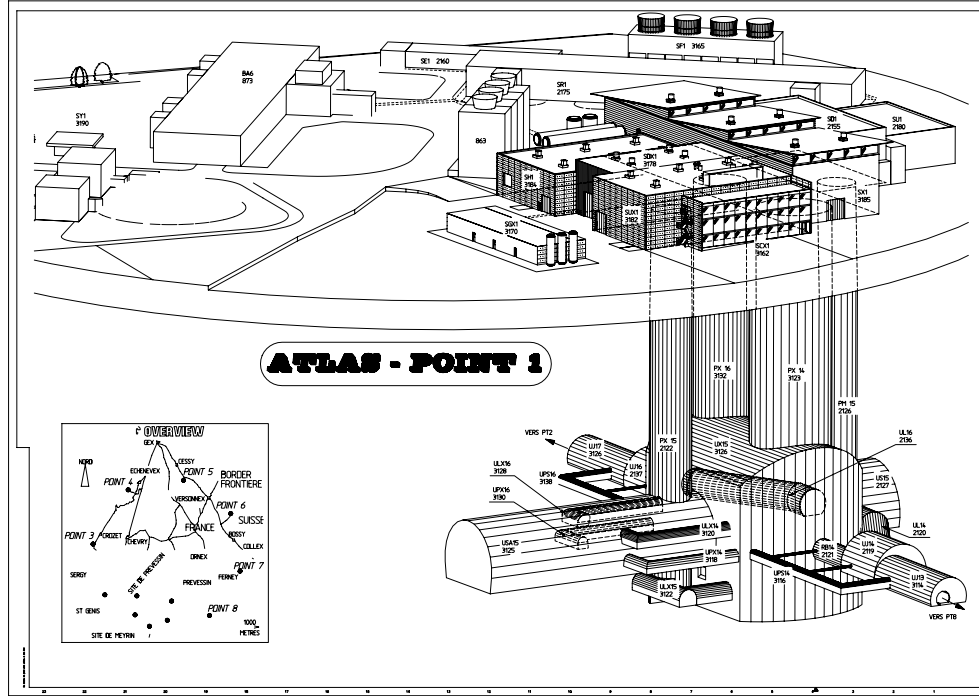 SF1 3165
SE1 2160
BA6
873
SR1
2175
SY1
3190
863
SD1
2155
SU1
2180
SDX1
3178
SH1
3184
SX1
3185
SUX1
3182
SGX1
3170
SCX1
3162
ATLAS - POINT 1
PX 16
3132
PX 14
3123
PM 15
2126
PX 15
2122
UX15
3126
UL16
2136
VERS PT2
UJ17
3126
UJ16
2137
ULX16
3128
UPS16
3138
UPX16
3130
US15
2127
USA15
3125
ULX14
3120
UL14
2120
UPX14
3118
RB14
2121
UJ14
2119
UPS14
3116
UJ13
3114
ULX15
3122
VERS PT8
OVERVIEW
GEX
NORD
CESSY
ECHENEVEX
POINT 5
BORDER
FRONTIERE
POINT 4
VERSONNEX
POINT 6
FRANCE
SUISSE
POINT 3
CROZET
CHEVRY
BOSSY
COLLEX
ORNEX
SITE DE PREVESSIN
POINT 7
SERGY
FERNEY
PREVESSIN
ST GENIS
POINT 8
1000
METRES
SITE DE MEYRIN